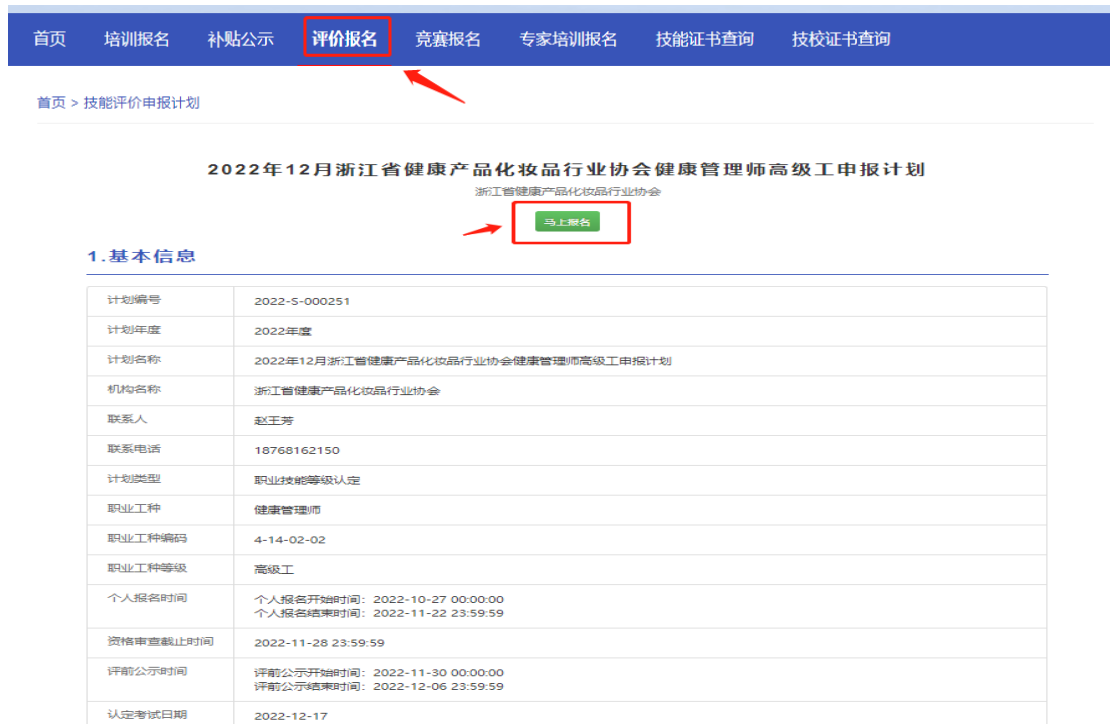 首页 培训报名 补贴公示 评价报名 竞赛报名 专家培训报名 技能证书查询 技校证书查询
首页 > 技能评价申报计划
2022年12月浙江省健康产品化妆品行业协会健康管理师高级工申报计划
浙江省健康产品化妆品行业协会
马上报名
1.基本信息
计划编号 2022-S-000251
计划年度 2022年度
计划名称 2022年12月浙江省健康产品化妆品行业协会健康管理师高级工申报计划
机构名称 浙江省健康产品化妆品行业协会
联系人 赵王芳
联系电话 18768162150
计划类型 职业技能等级认定
职业工种 健康管理师
职业工种编码 4-14-02-02
职业工种等级 高级工
个人报名时间 个人报名开始时间：2022-10-27 00:00:00
个人报名结束时间：2022-11-22 23:59:59
资格审查截止时间 2022-11-28 23:59:59
评前公示时间 评前公示开始时间：2022-11-30 00:00:00
评前公示结束时间：2022-12-06 23:59:59
认定考试日期 2022-12-17